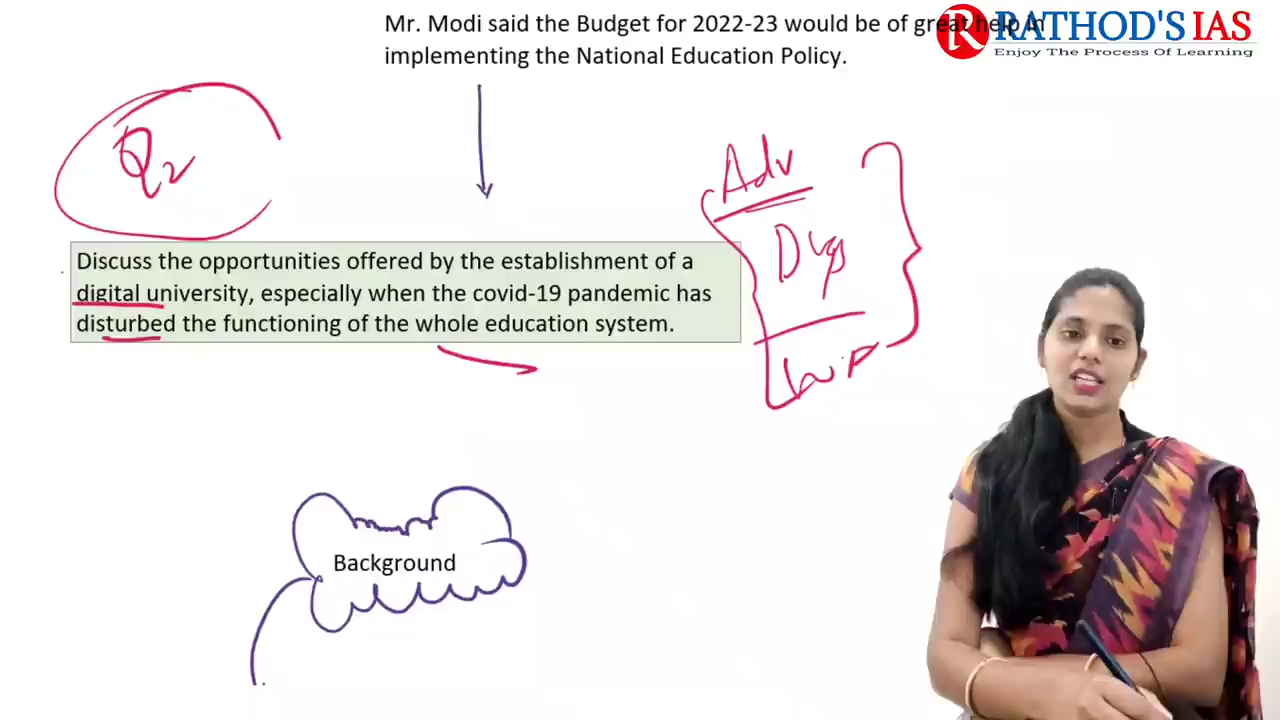 Mr. Modi said the Budget for 2022-23 would be of great help in
implementing the National Education Policy.
R RATHOD'S IAS
Enjoy The Process Of Learning
Q2
Adv
Discuss the opportunities offered by the establishment of a
digital university, especially when the covid-19 pandemic has
disturbed the functioning of the whole education system.
Background